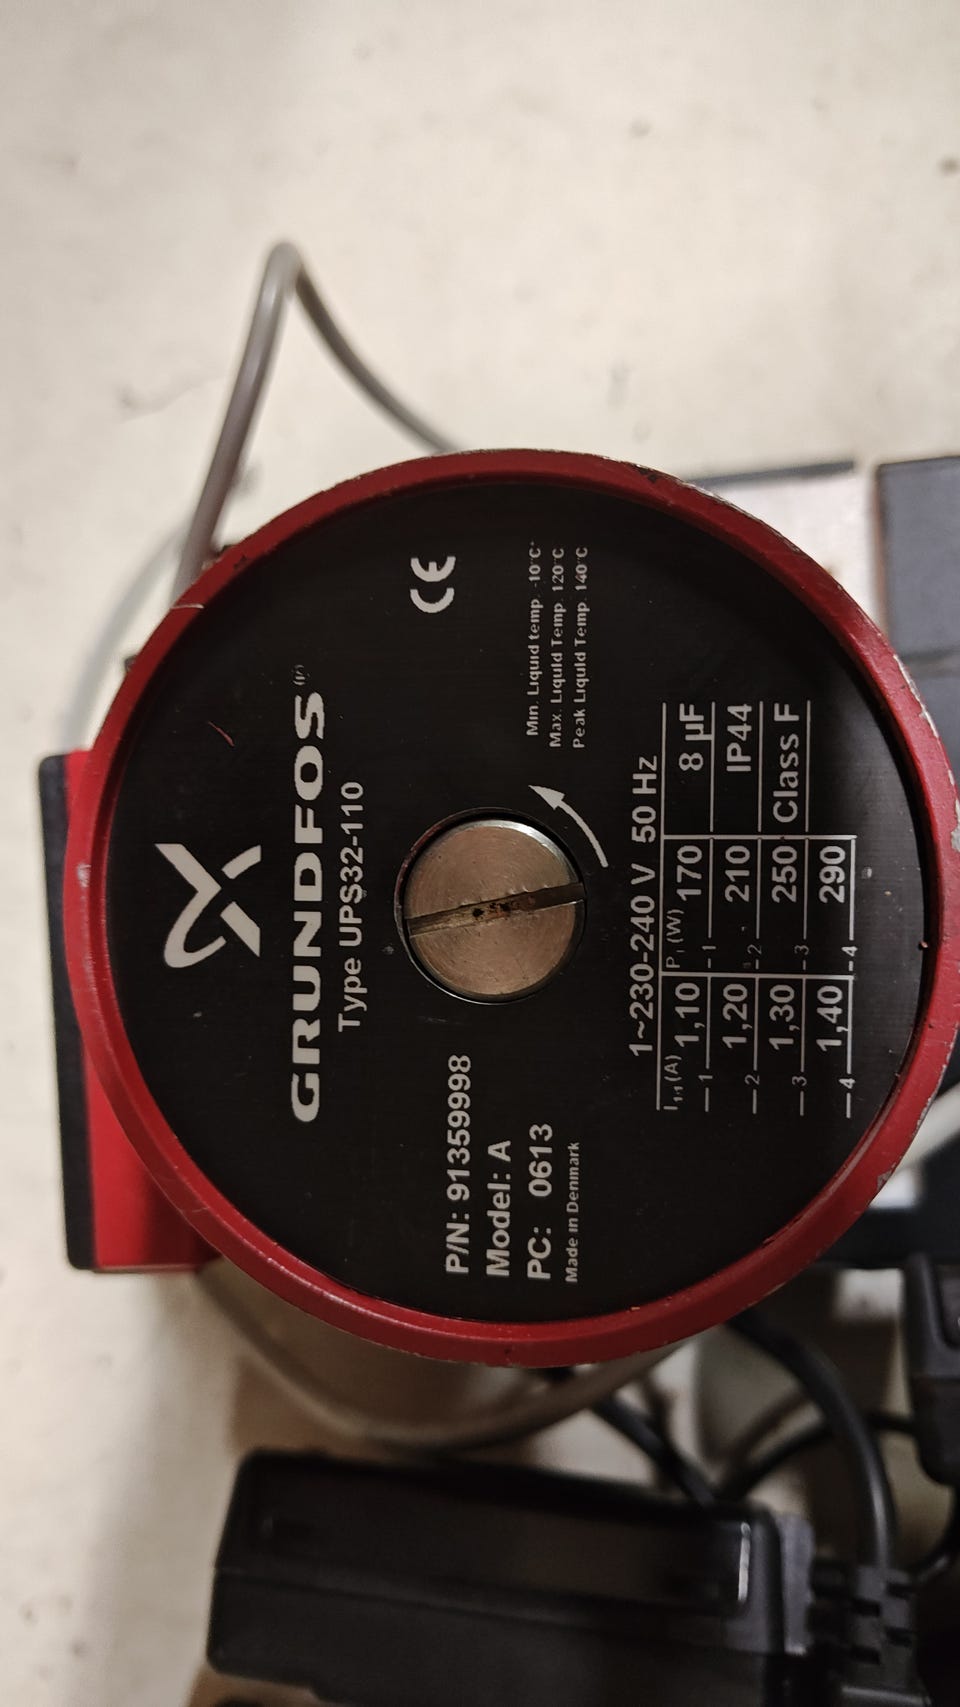 GRUNDFOS
Type UPS32-110
CE
P/N: 91359998
Model: A
PC: 0613
Made in Denmark
Min. Liquid temp. -10°C
Max. Liquid Temp. 120°C
Peak Liquid Temp. 140°C
1~230-240 V 50 Hz
I1/1(A) 1,10 P1(W) 170 8 µF
1 1
1,20 210 IP44
2 2
1,30 250 Class F
3 3
1,40 290
4 4